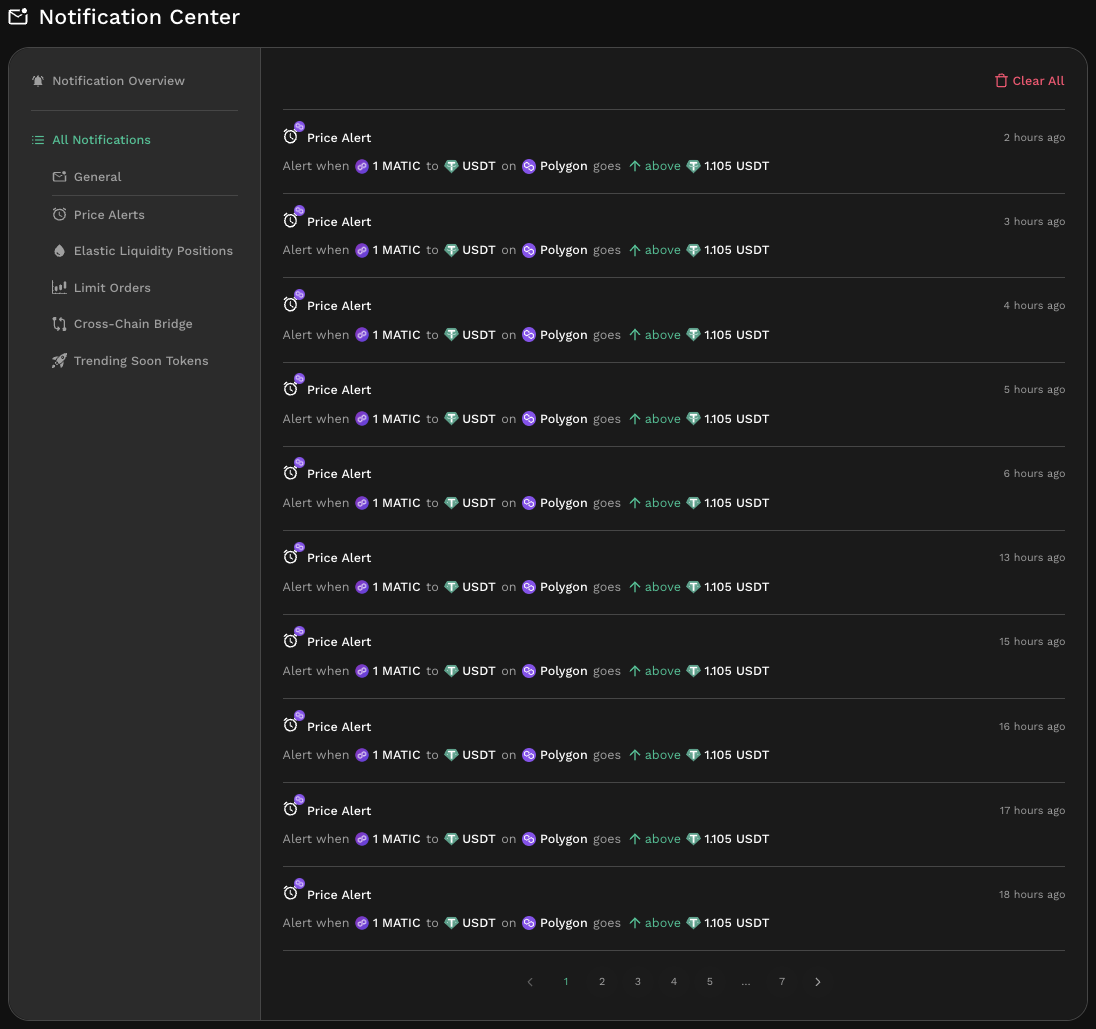 Notification Center
Notification Overview
All Notifications
General
Price Alerts
Elastic Liquidity Positions
Limit Orders
Cross-Chain Bridge
Trending Soon Tokens
Clear All
Price Alert 2 hours ago
Alert when 1 MATIC to USDT on Polygon goes ↑ above 1.105 USDT
Price Alert 3 hours ago
Alert when 1 MATIC to USDT on Polygon goes ↑ above 1.105 USDT
Price Alert 4 hours ago
Alert when 1 MATIC to USDT on Polygon goes ↑ above 1.105 USDT
Price Alert 5 hours ago
Alert when 1 MATIC to USDT on Polygon goes ↑ above 1.105 USDT
Price Alert 6 hours ago
Alert when 1 MATIC to USDT on Polygon goes ↑ above 1.105 USDT
Price Alert 13 hours ago
Alert when 1 MATIC to USDT on Polygon goes ↑ above 1.105 USDT
Price Alert 15 hours ago
Alert when 1 MATIC to USDT on Polygon goes ↑ above 1.105 USDT
Price Alert 16 hours ago
Alert when 1 MATIC to USDT on Polygon goes ↑ above 1.105 USDT
Price Alert 17 hours ago
Alert when 1 MATIC to USDT on Polygon goes ↑ above 1.105 USDT
Price Alert 18 hours ago
Alert when 1 MATIC to USDT on Polygon goes ↑ above 1.105 USDT
< 1 2 3 4 5 ... 7 >